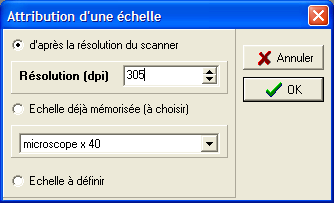 Attribution d'une échelle
d'après la résolution du scanner
Résolution (dpi) 305
Echelle déjà mémorisée (à choisir)
microscope x 40
Echelle à définir
Annuler
OK